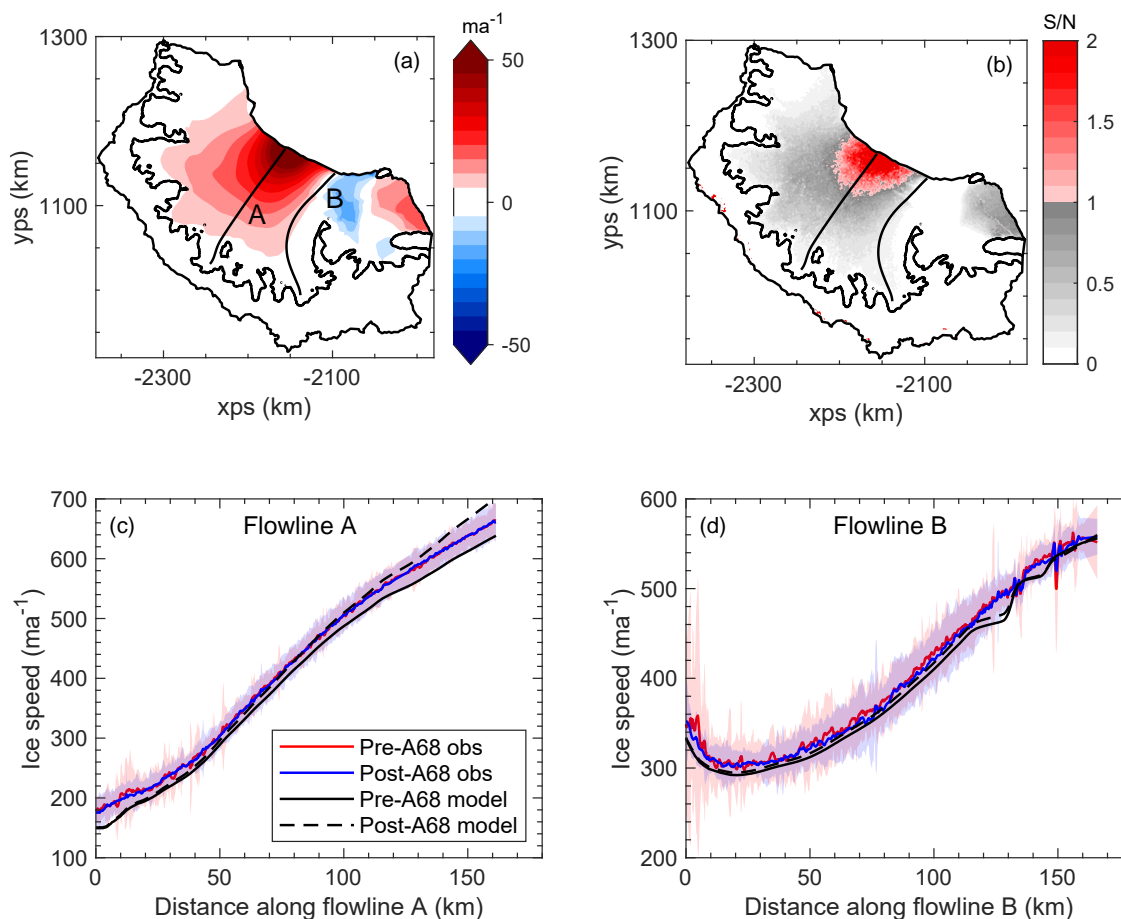 ma⁻¹
(a)
1300
1100
yps (km)
-2300
-2100
xps (km)
50
0
-50
A
B
S/N
(b)
1300
1100
yps (km)
-2300
-2100
xps (km)
2
1.5
1
0.5
0
(c)
Flowline A
700
600
500
400
300
200
100
Ice speed (ma⁻¹)
Pre-A68 obs
Post-A68 obs
Pre-A68 model
Post-A68 model
0
50
100
150
Distance along flowline A (km)
(d)
Flowline B
600
500
400
300
200
Ice speed (ma⁻¹)
0
50
100
150
Distance along flowline B (km)